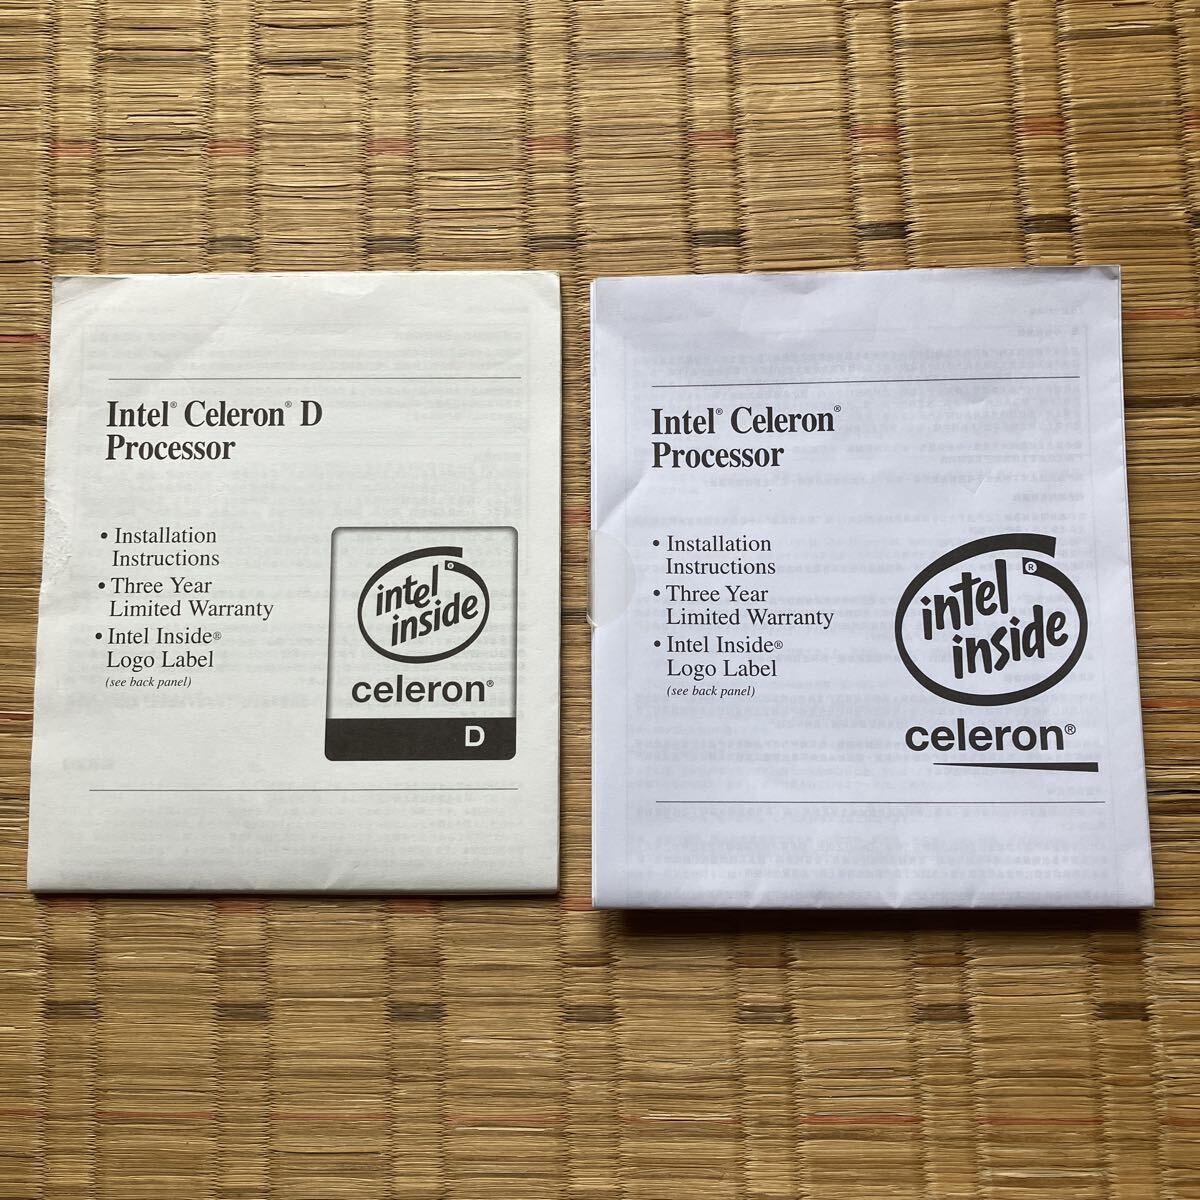 Intel® Celeron® D
Processor
• Installation
Instructions
• Three Year
Limited Warranty
• Intel Inside®
Logo Label
(see back panel)
intel®
inside
celeron®
D
Intel® Celeron®
Processor
• Installation
Instructions
• Three Year
Limited Warranty
• Intel Inside®
Logo Label
(see back panel)
intel®
inside
celeron®